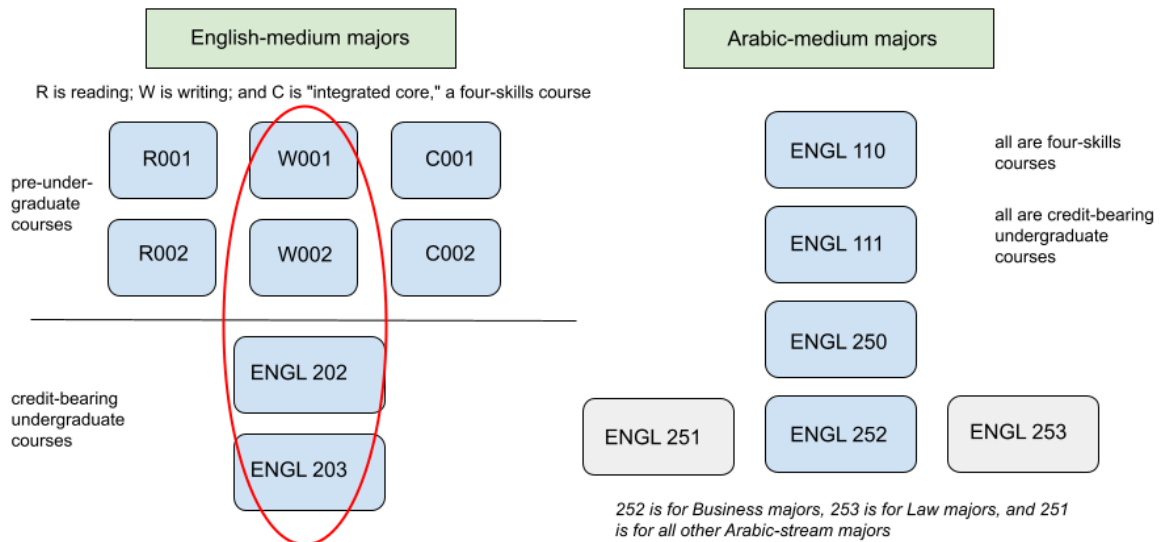 English-medium majors
R is reading; W is writing; and C is "integrated core," a four-skills course
pre-under-
graduate
courses
R001
W001
C001
R002
W002
C002
credit-bearing
undergraduate
courses
ENGL 202
ENGL 203
Arabic-medium majors
ENGL 110
all are four-skills
courses
ENGL 111
all are credit-bearing
undergraduate
courses
ENGL 250
ENGL 251
ENGL 252
ENGL 253
252 is for Business majors, 253 is for Law majors, and 251
is for all other Arabic-stream majors